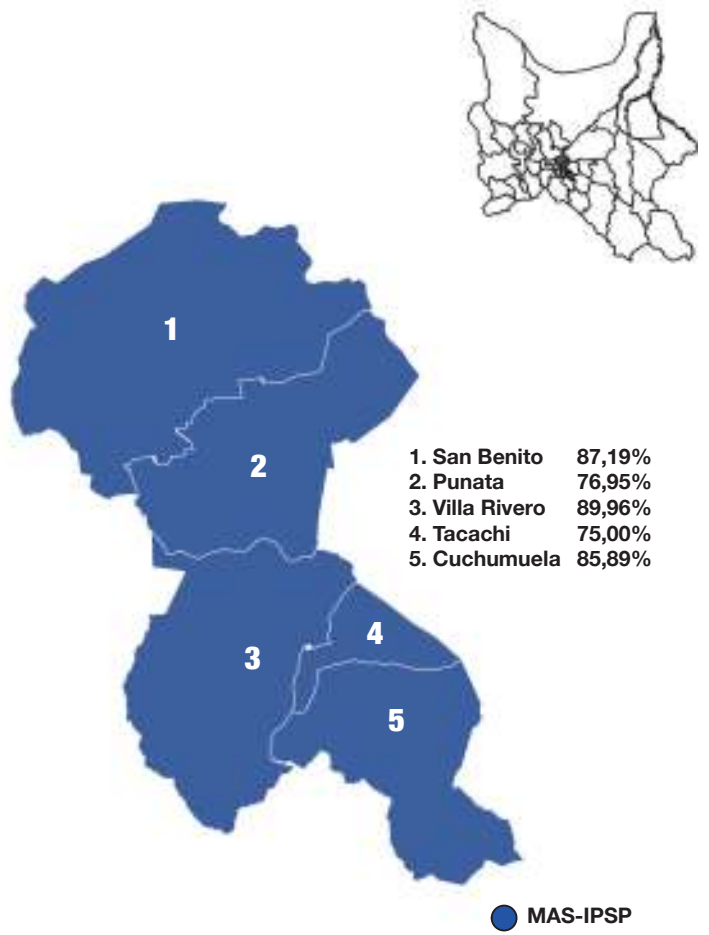 1
2
3
4
5
1. San Benito 87,19%
2. Punata 76,95%
3. Villa Rivero 89,96%
4. Tacachi 75,00%
5. Cuchumuela 85,89%
MAS-IPSP